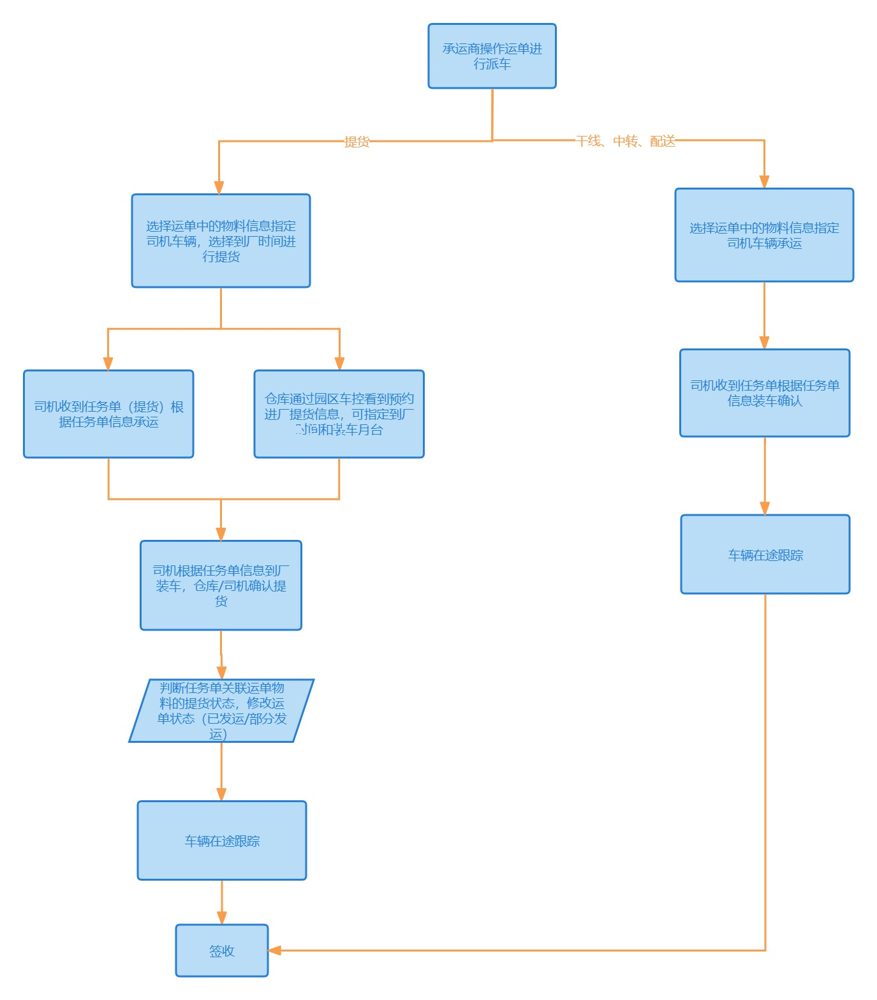 承运商操作运单进
行派车
提货
干线、中转、配送
选择运单中的物料信息指定
司机车辆，选择到厂时间进
行提货
选择运单中的物料信息指定
司机车辆承运
司机收到任务单（提货）根
据任务单信息承运
仓库通过园区车控看到预约
进厂提货信息，可指定到厂
时间和装车月台
司机收到任务单根据任务单
信息装车确认
司机根据任务单信息到厂
装车，仓库/司机确认提
货
车辆在途跟踪
判断任务单关联运单物
料的提货状态，修改运
单状态（已发运/部分发
运）
车辆在途跟踪
签收